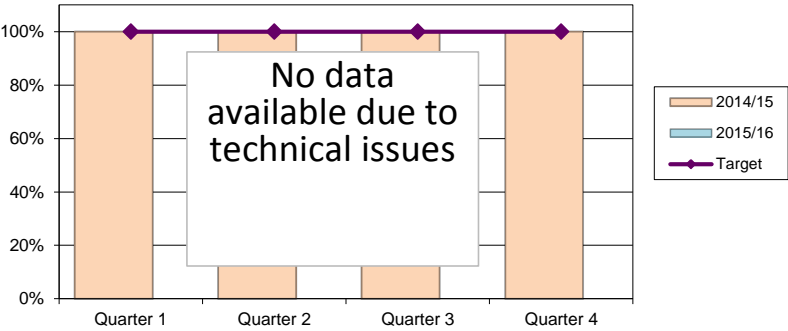 100%
80%
60%
40%
20%
0%
No data
available due to
technical issues
Quarter 1
Quarter 2
Quarter 3
Quarter 4
2014/15
2015/16
Target